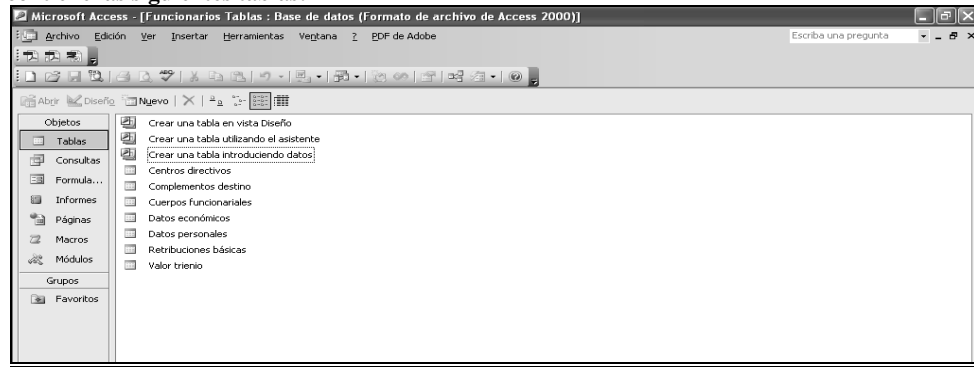 Microsoft Access - [Funcionarios Tablas : Base de datos (Formato de archivo de Access 2000)]
Archivo Edición Ver Insertar Herramientas Ventana ? PDF de Adobe Escriba una pregunta
Abrir Diseño Nuevo
Objetos
Tablas
Consultas
Formula...
Informes
Páginas
Macros
Módulos
Grupos
Favoritos
Crear una tabla en vista Diseño
Crear una tabla utilizando el asistente
Crear una tabla introduciendo datos
Centros directivos
Complementos destino
Cuerpos funcionariales
Datos económicos
Datos personales
Retribuciones básicas
Valor trienio